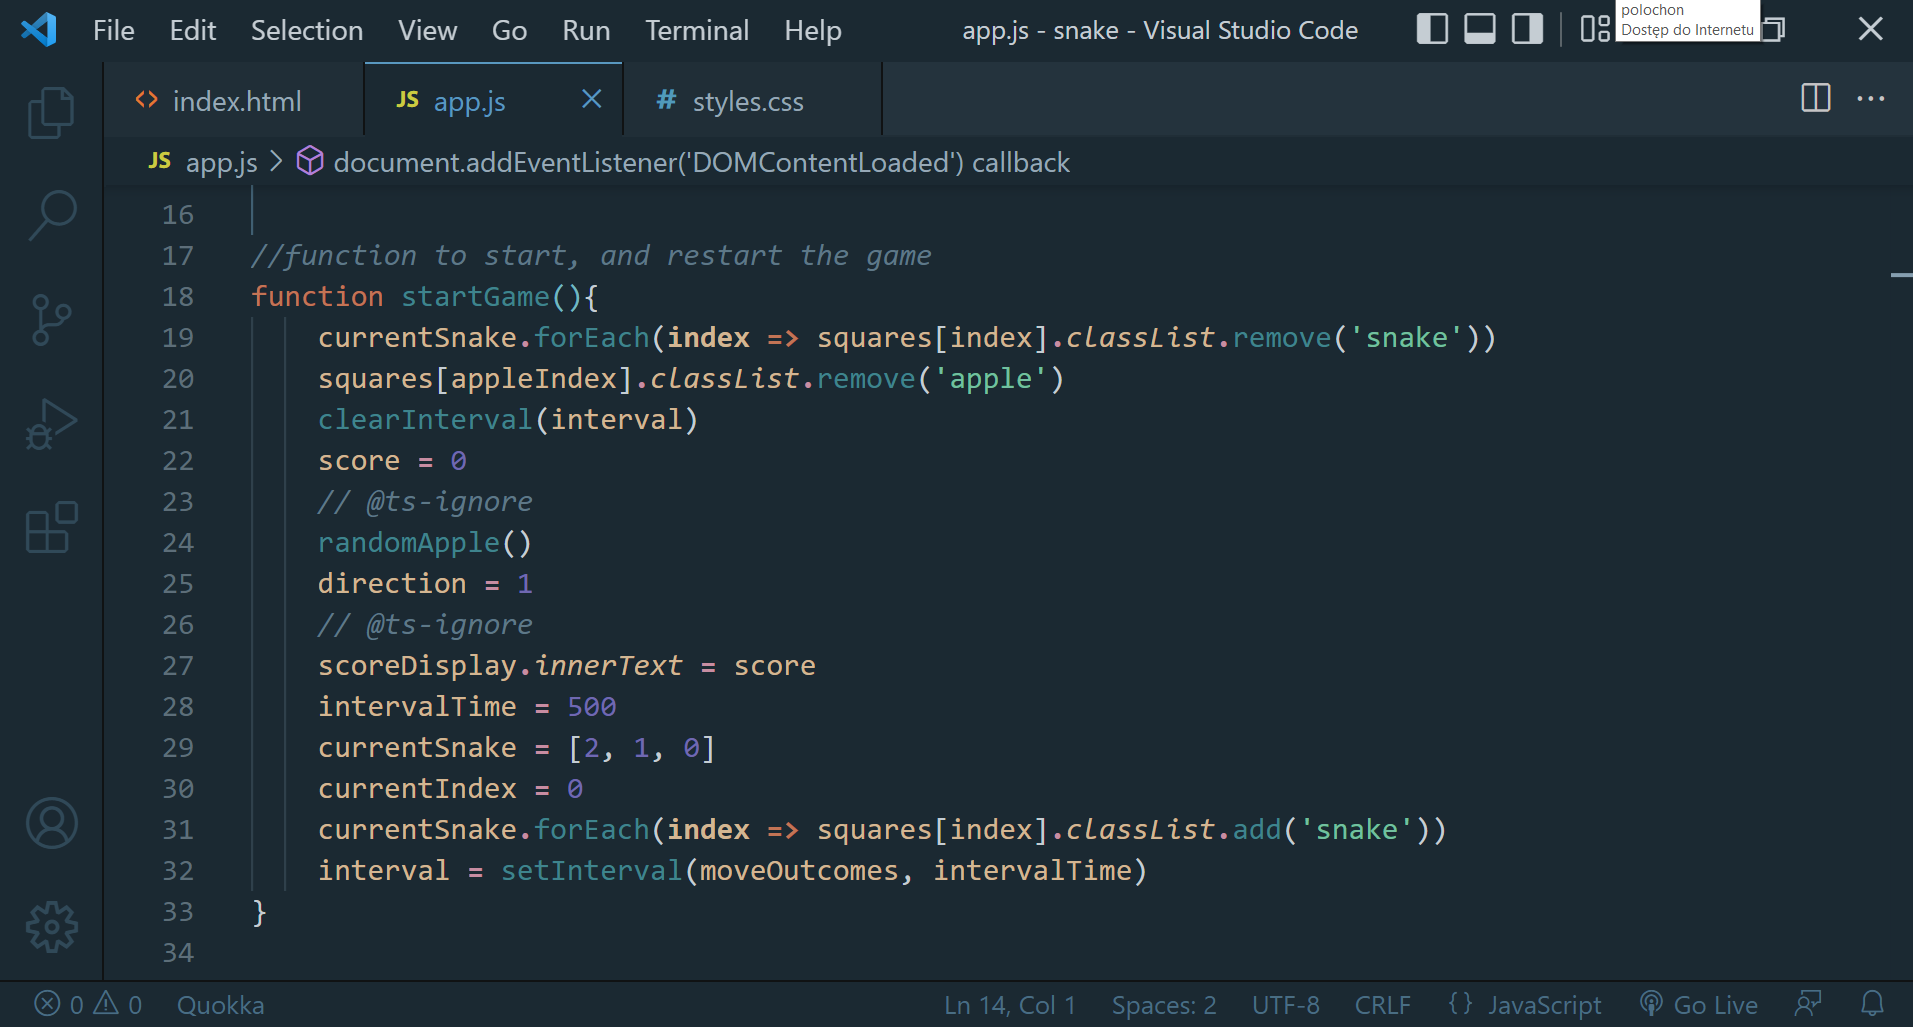 File Edit Selection View Go Run Terminal Help app.js - snake - Visual Studio Code
polochon
Dostęp do Internetu
index.html JS app.js # styles.css
JS app.js > document.addEventListener('DOMContentLoaded') callback
16
17 //function to start, and restart the game
18 function startGame(){
19 currentSnake.forEach(index => squares[index].classList.remove('snake'))
20 squares[appleIndex].classList.remove('apple')
21 clearInterval(interval)
22 score = 0
23 // @ts-ignore
24 randomApple()
25 direction = 1
26 // @ts-ignore
27 scoreDisplay.innerText = score
28 intervalTime = 500
29 currentSnake = [2, 1, 0]
30 currentIndex = 0
31 currentSnake.forEach(index => squares[index].classList.add('snake'))
32 interval = setInterval(moveOutcomes, intervalTime)
33 }
34
0 0 Quokka Ln 14, Col 1 Spaces: 2 UTF-8 CRLF {} JavaScript Go Live